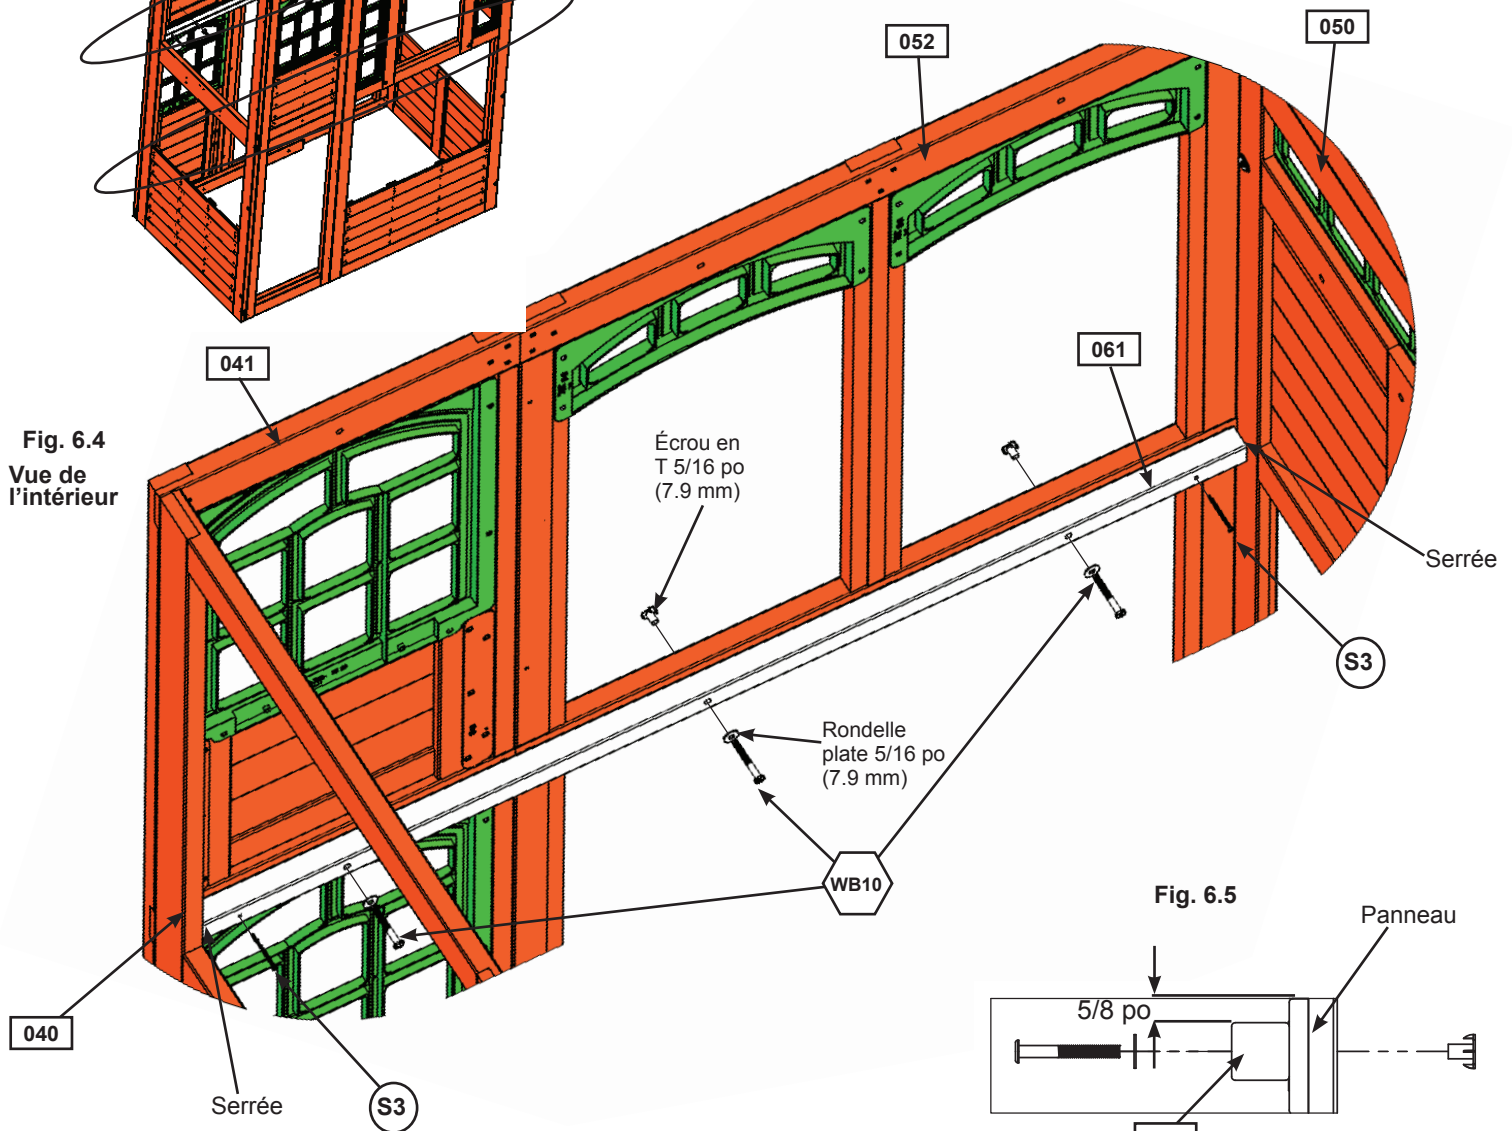 052
050
041
061
Fig. 6.4
Vue de
l'intérieur
Écrou en
T 5/16 po
(7.9 mm)
Serrée
S3
Rondelle
plate 5/16 po
(7.9 mm)
WB10
Fig. 6.5
Panneau
5/8 po
040
Serrée
S3